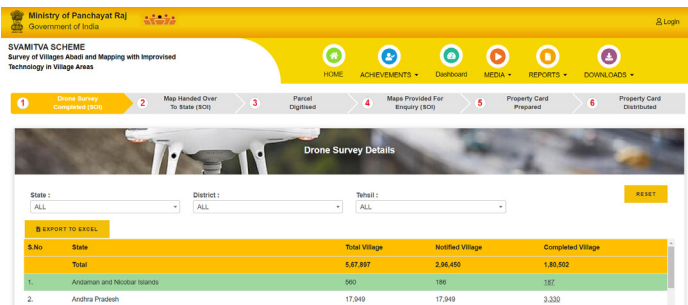 Ministry of Panchayat Raj
Government of India
Login
SVAMITVA SCHEME
Survey of Villages Abadi and Mapping with Improvised
Technology in Village Areas
HOME ACHIEVEMENTS Dashboard MEDIA REPORTS DOWNLOADS
1 Drone Survey
Completed (SOI)
2 Map Handed Over
To State (SOI)
3 Parcel
Digitised
4 Maps Provided For
Enquiry (SOI)
5 Property Card
Prepared
6 Property Card
Distributed
Drone Survey Details
State : District : Tehsil :
ALL ALL ALL
RESET
EXPORT TO EXCEL
S.No State Total Village Notified Village Completed Village
Total 5,67,897 2,96,450 1,80,502
1. Andaman and Nicobar Islands 560 186 187
2. Andhra Pradesh 17,949 17,949 3,330